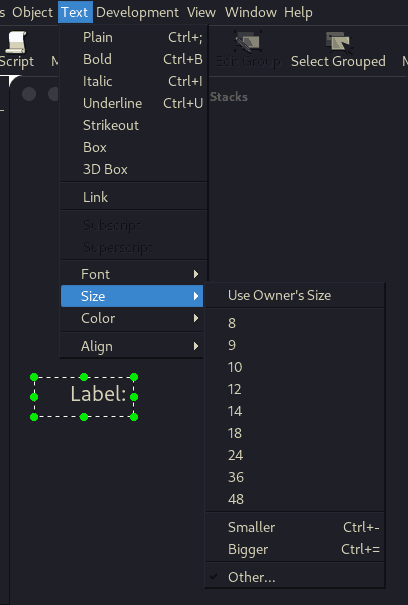 s Object Text Development View Window Help
Script M Edit Group Select Grouped M
Stacks
Plain Ctrl+;
Bold Ctrl+B
Italic Ctrl+I
Underline Ctrl+U
Strikeout
Box
3D Box
Link
Subscript
Superscript
Font
Size
Color
Align
Use Owner's Size
8
9
10
12
14
18
24
36
48
Smaller Ctrl+-
Bigger Ctrl+=
Other...
Label: